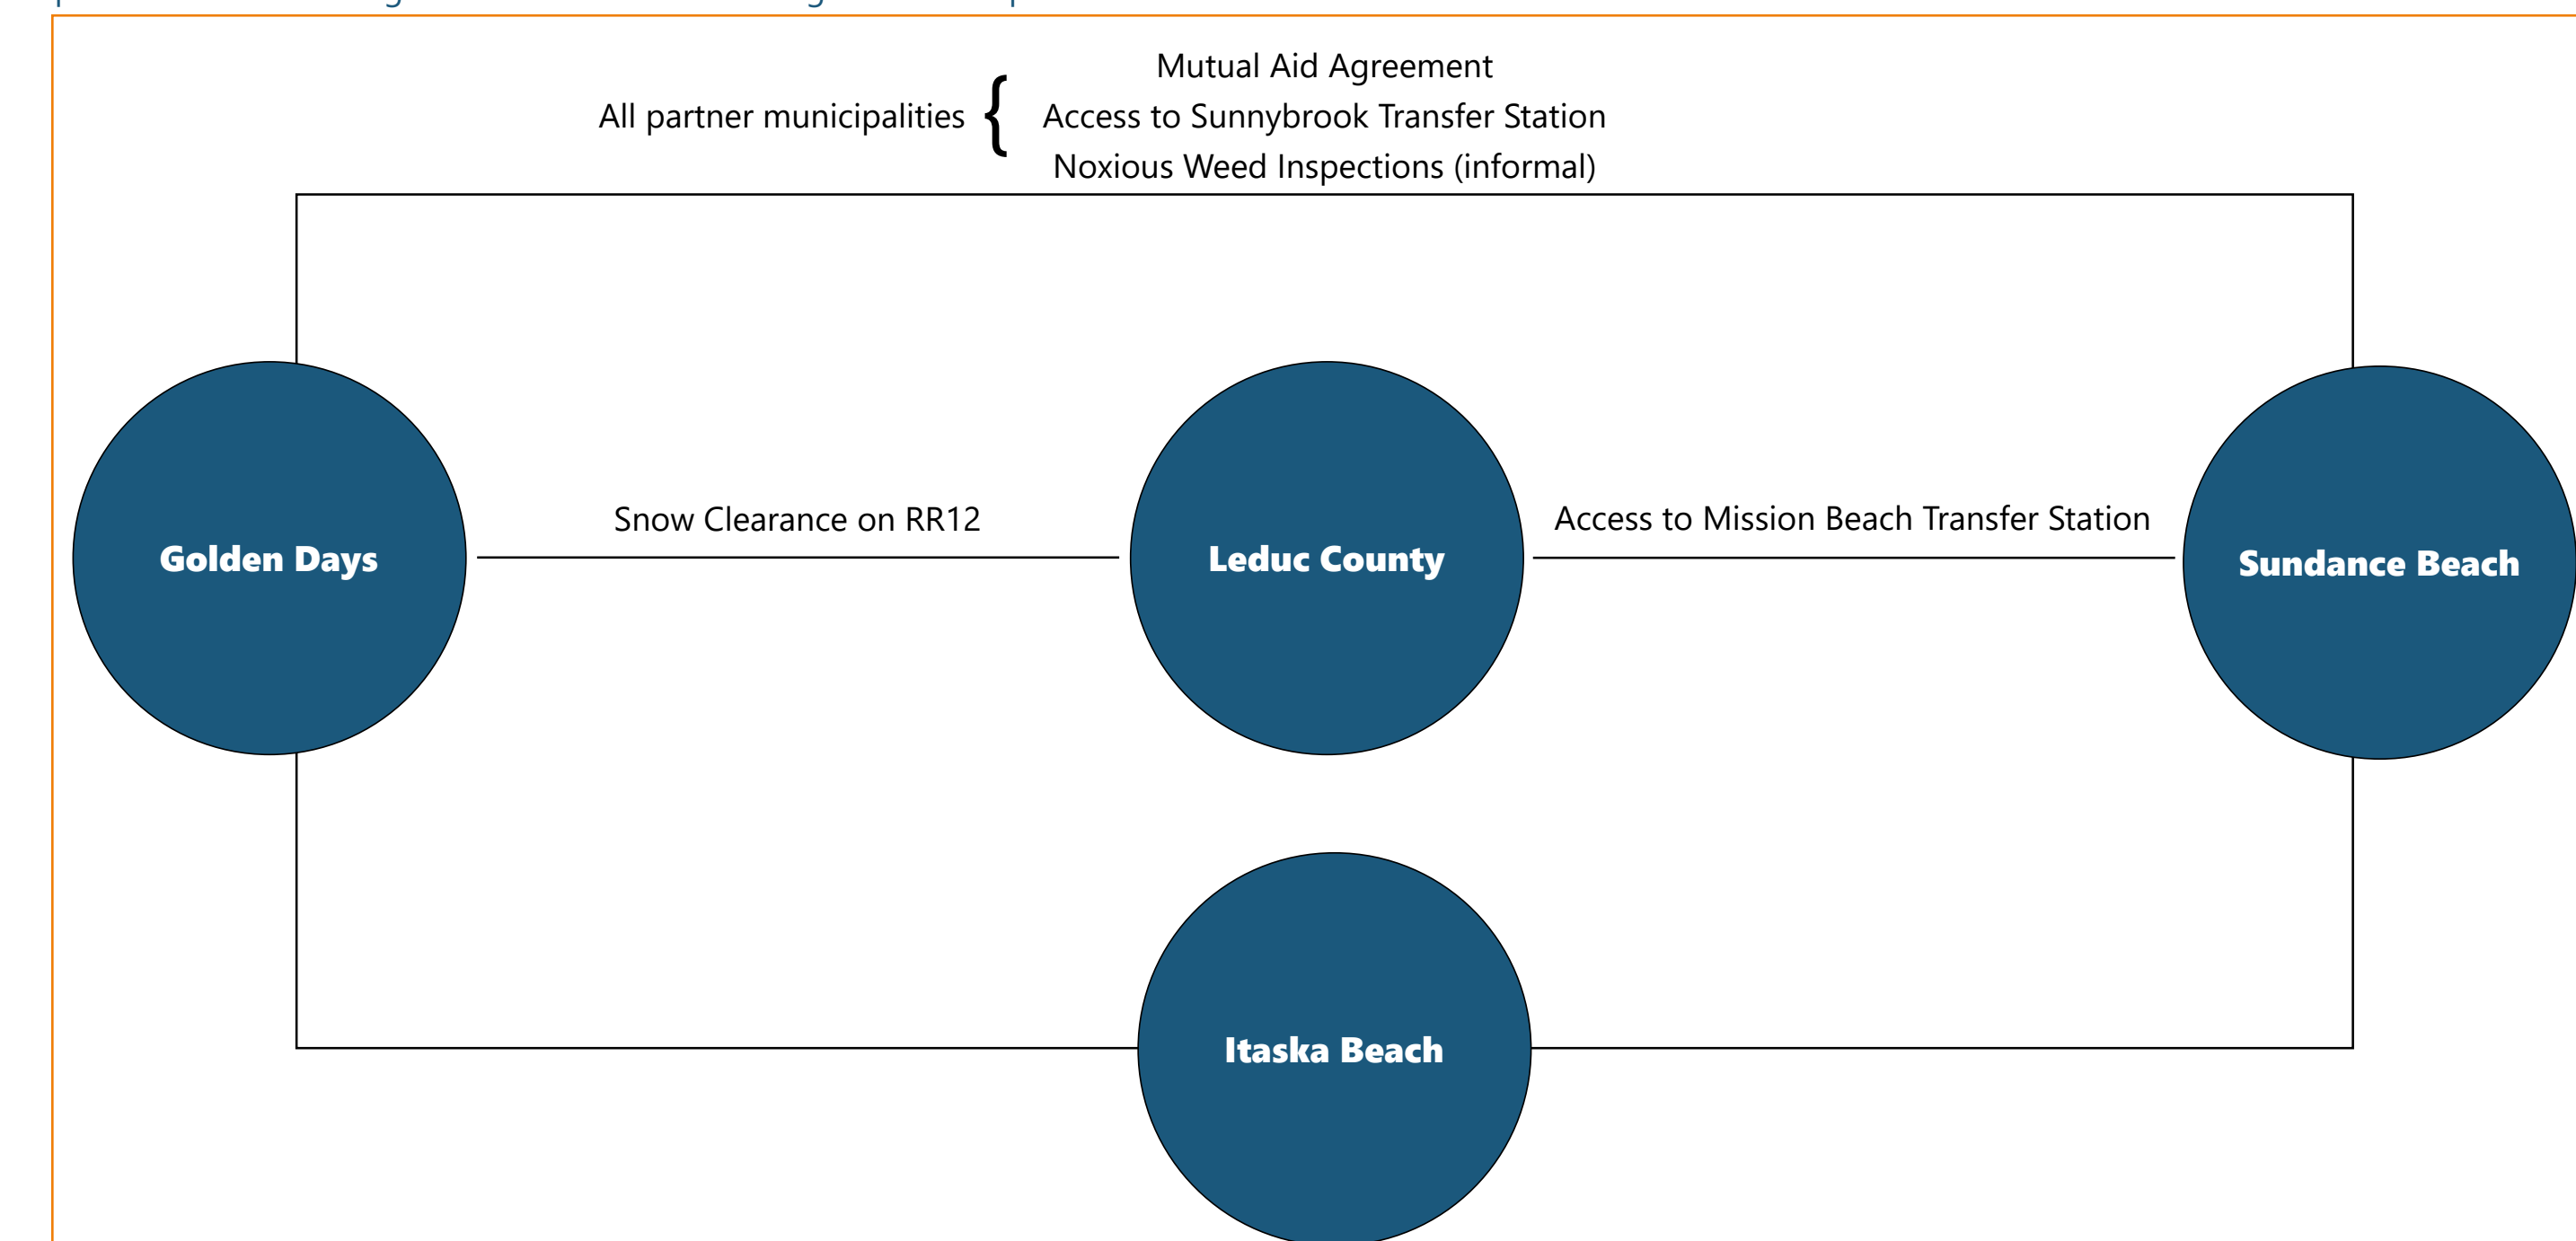 Mutual Aid Agreement
All partner municipalities { Access to Sunnybrook Transfer Station
Noxious Weed Inspections (informal)
Snow Clearance on RR12
Access to Mission Beach Transfer Station
Golden Days
Leduc County
Sundance Beach
Itaska Beach